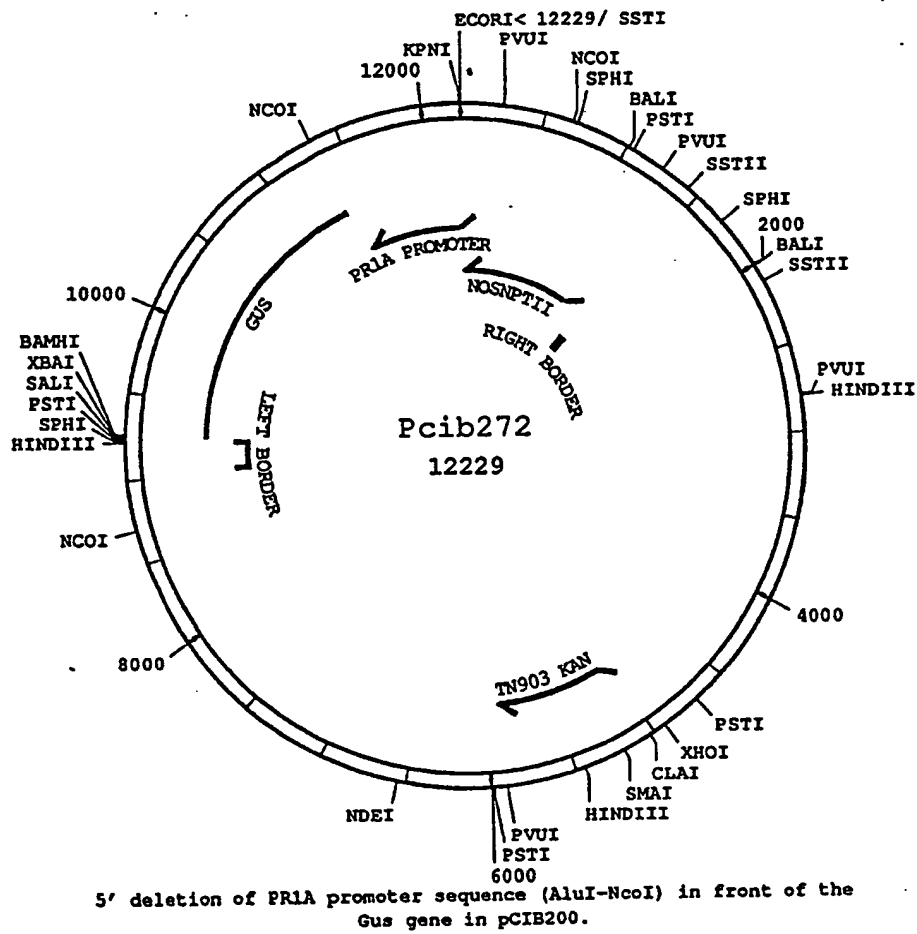 ECORI< 12229/ SSTI
KPNI
PVUI
12000
NCOI
SPHI
NCOI
BALI
PSTI
PVUI
SSTII
SPHI
2000
BALI
SSTII
PR1A PROMOTER
NOSNPTII
10000
GUS
RIGHT BORDER
BAMHI
XBAI
SALI
PSTI
SPHI
HINDIII
PVUI
HINDIII
LEFT BORDER
Pcib272
12229
NCOI
4000
8000
TN903 KAN
PSTI
XHOI
CLAI
SMAI
HINDIII
NDEI
PVUI
PSTI
6000
5' deletion of PR1A promoter sequence (AluI-NcoI) in front of the
Gus gene in pCIB200.